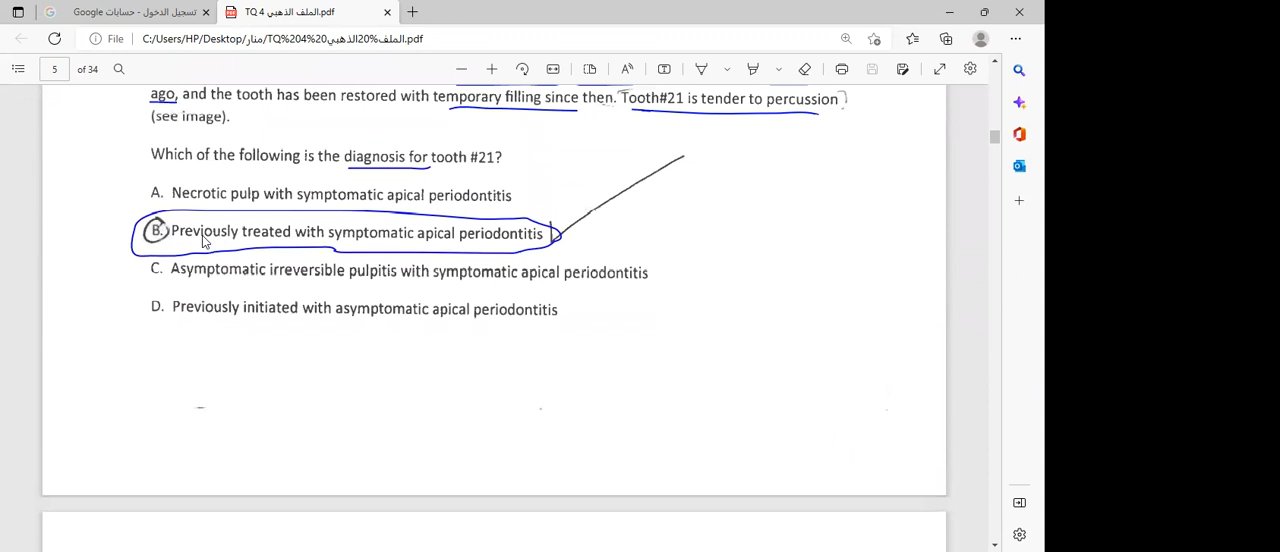 تسجيل الدخول - حسابات Google
TQ 4 الملف الذهبي.pdf
File
C:/Users/HP/Desktop/منار/TQ%204%20الملف%20الذهبي.pdf
5 of 34
ago, and the tooth has been restored with temporary filling since then. Tooth#21 is tender to percussion
(see image).
Which of the following is the diagnosis for tooth #21?
A. Necrotic pulp with symptomatic apical periodontitis
B. Previously treated with symptomatic apical periodontitis
C. Asymptomatic irreversible pulpitis with symptomatic apical periodontitis
D. Previously initiated with asymptomatic apical periodontitis